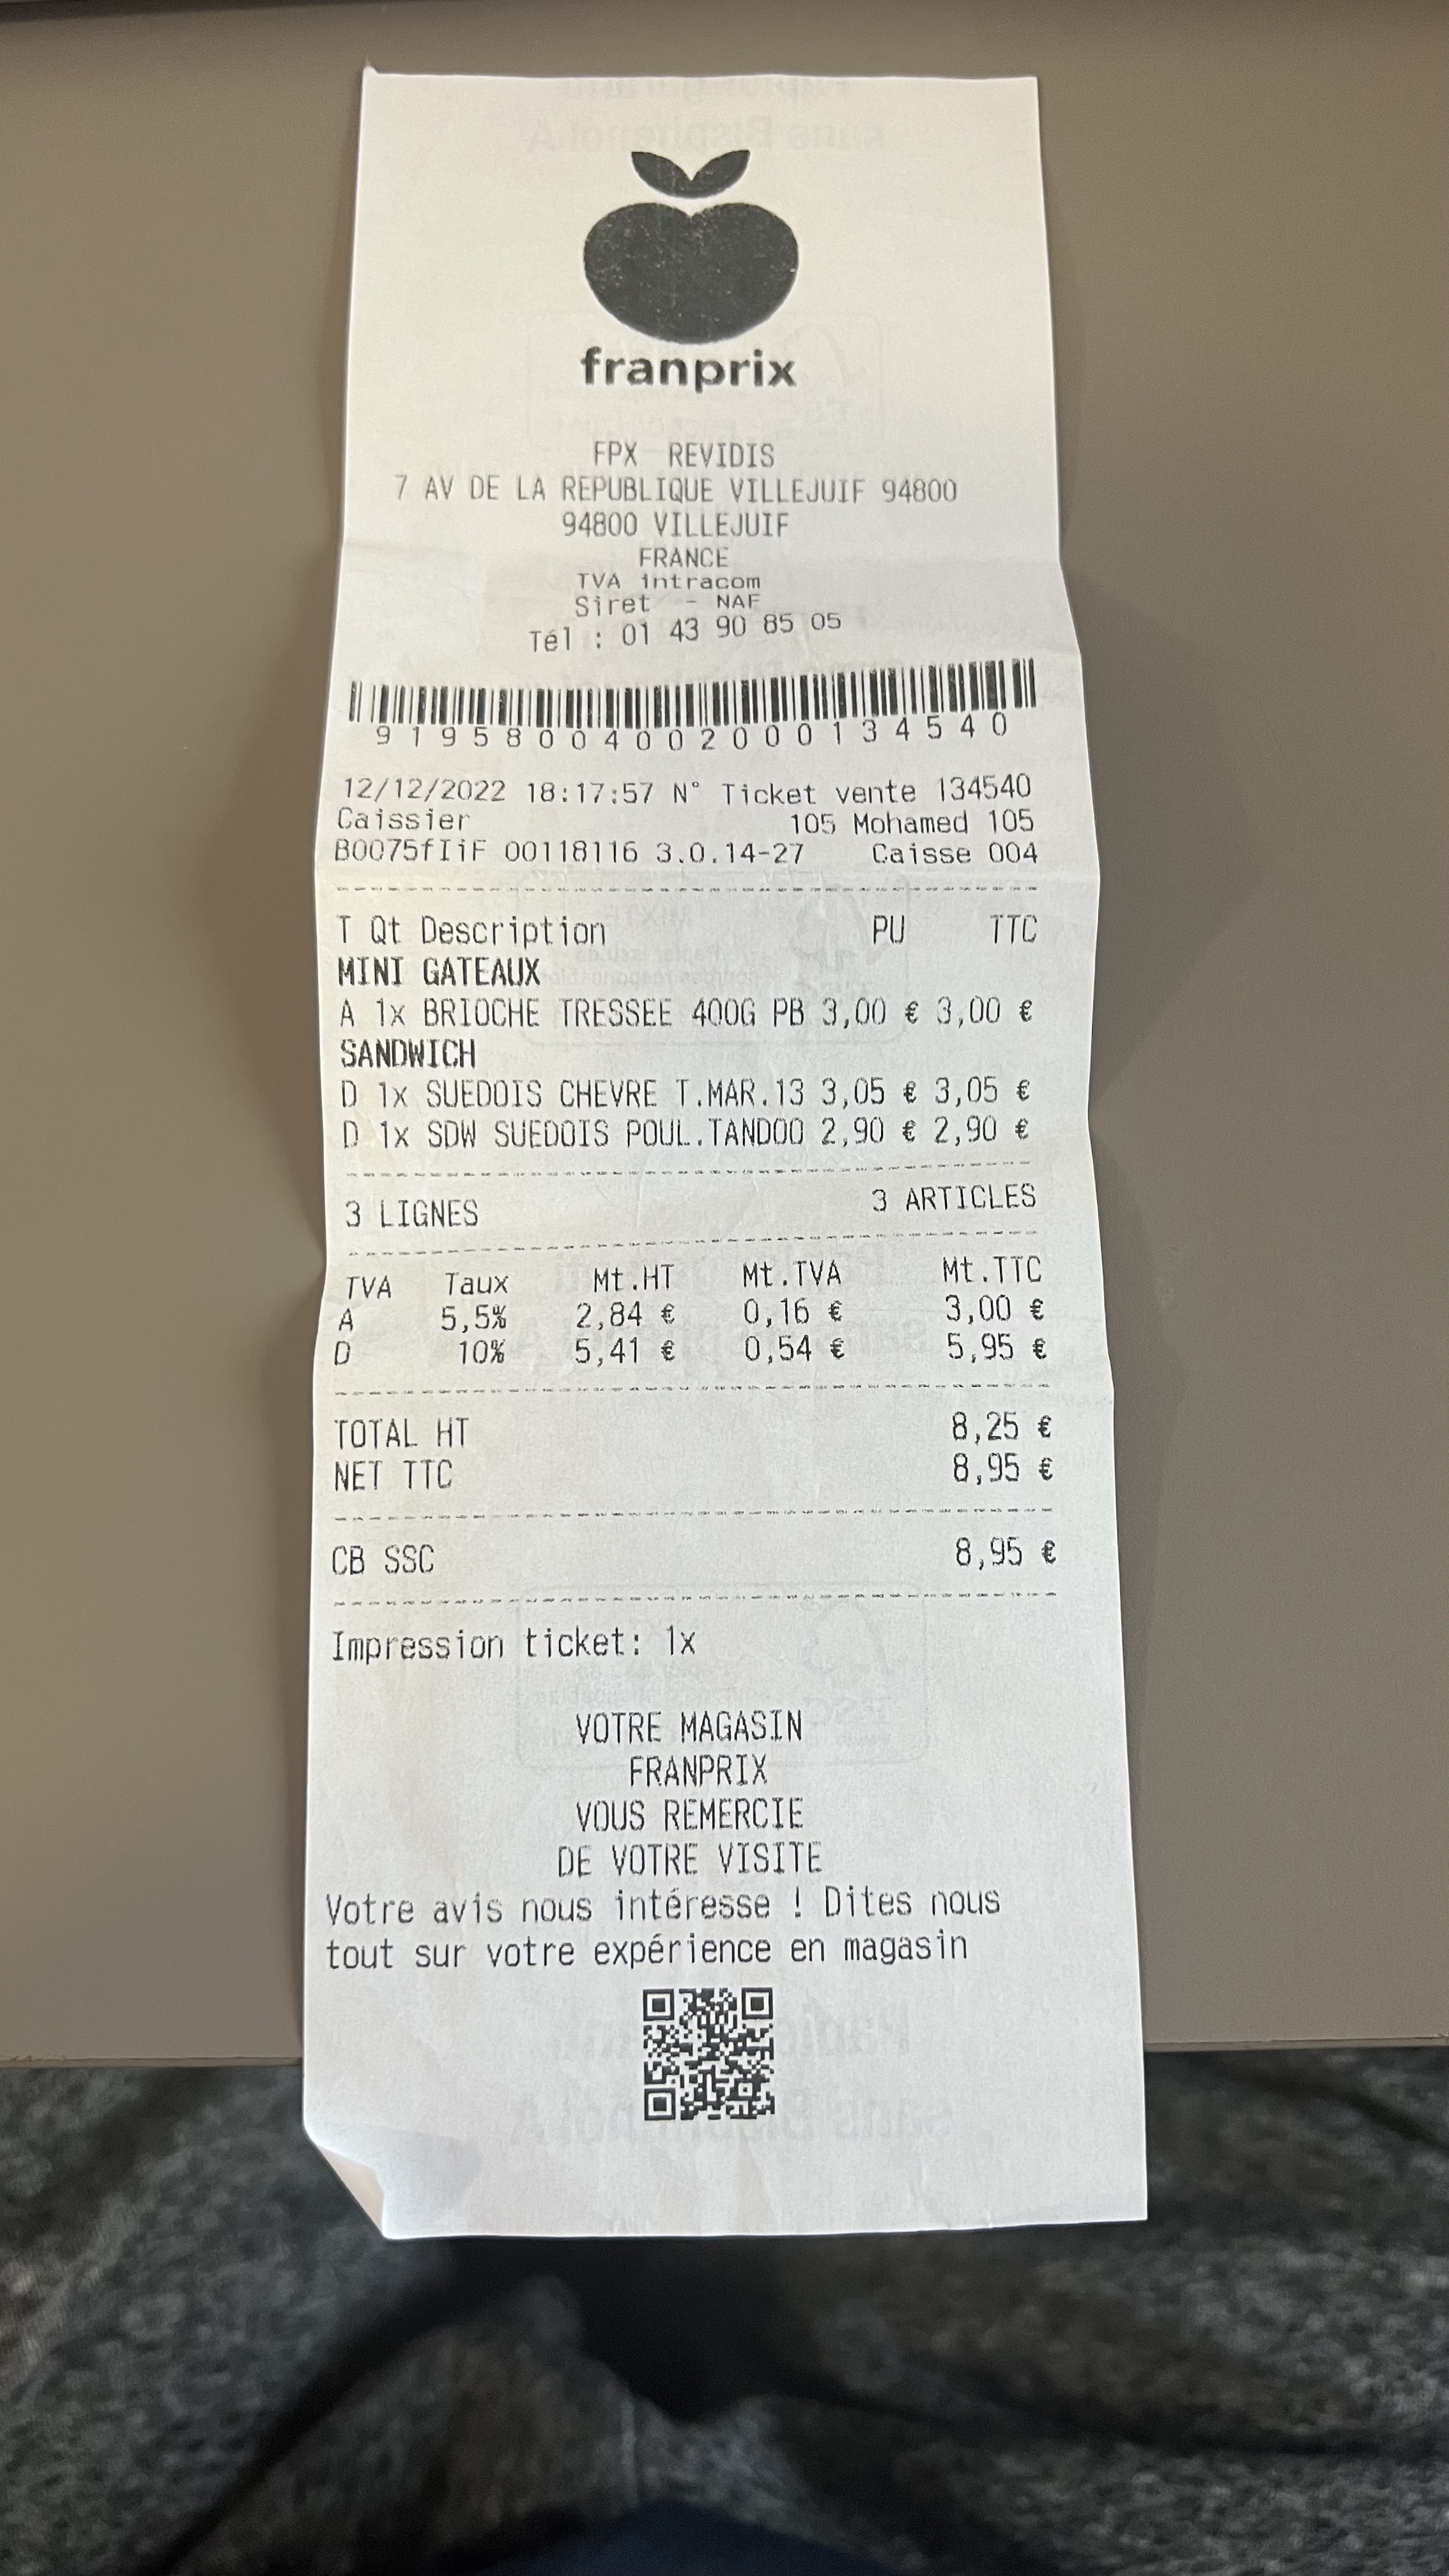 franprix
FPX REVIDIS
7 AV DE LA REPUBLIQUE VILLEJUIF 94800
94800 VILLEJUIF
FRANCE
TVA intracom
Siret - NAF
Tél : 01 43 90 85 05
91958004002000134540
12/12/2022 18:17:57 N° Ticket vente 134540
Caissier 105 Mohamed 105
B0075fIiF 00118116 3.0.14-27 Caisse 004
T Qt Description PU TTC
MINI GATEAUX
A 1x BRIOCHE TRESSEE 400G PB 3,00 € 3,00 €
SANDWICH
D 1x SUEDOIS CHEVRE T.MAR.13 3,05 € 3,05 €
D 1x SDW SUEDOIS POUL.TANDOO 2,90 € 2,90 €
3 LIGNES 3 ARTICLES
TVA Taux Mt.HT Mt.TVA Mt.TTC
A 5,5% 2,84 € 0,16 € 3,00 €
D 10% 5,41 € 0,54 € 5,95 €
TOTAL HT 8,25 €
NET TTC 8,95 €
CB SSC 8,95 €
Impression ticket: 1x
VOTRE MAGASIN
FRANPRIX
VOUS REMERCIE
DE VOTRE VISITE
Votre avis nous intéresse ! Dites nous
tout sur votre expérience en magasin